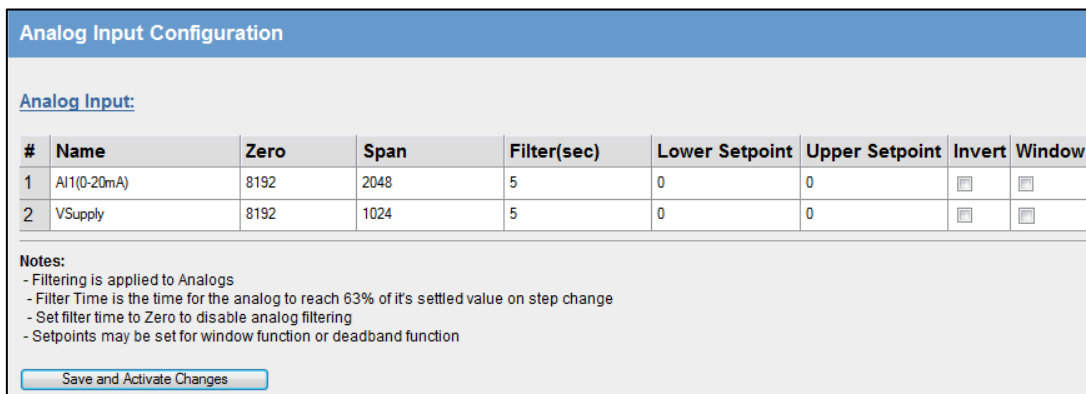 Analog Input Configuration
Analog Input:
# Name Zero Span Filter(sec) Lower Setpoint Upper Setpoint Invert Window
1 AI1(0-20mA) 8192 2048 5 0 0
2 VSupply 8192 1024 5 0 0
Notes:
- Filtering is applied to Analogs
- Filter Time is the time for the analog to reach 63% of it's settled value on step change
- Set filter time to Zero to disable analog filtering
- Setpoints may be set for window function or deadband function
Save and Activate Changes